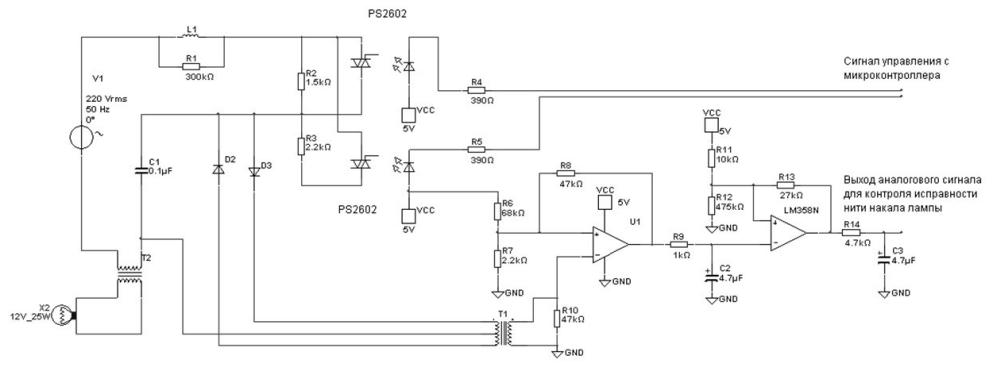 PS2602
L1
R1
300kΩ
V1
220 Vrms
50 Hz
0°
R2
1.5kΩ
R4
390Ω
VCC
5V
Сигнал управления с
микроконтроллера
R3
2.2kΩ
C1
0.1µF
D2
D3
R5
390Ω
VCC
5V
R11
10kΩ
PS2602
VCC
5V
R8
47kΩ
VCC
5V
R6
68kΩ
U1
R13
27kΩ
R12
475kΩ
GND
LM358N
Выход аналогового сигнала
для контроля исправности
нити накала лампы
R7
2.2kΩ
GND
GND
R9
1kΩ
R14
4.7kΩ
C2
4.7µF
GND
C3
4.7µF
GND
T2
X2
12V_25W
T1
R10
47kΩ
GND